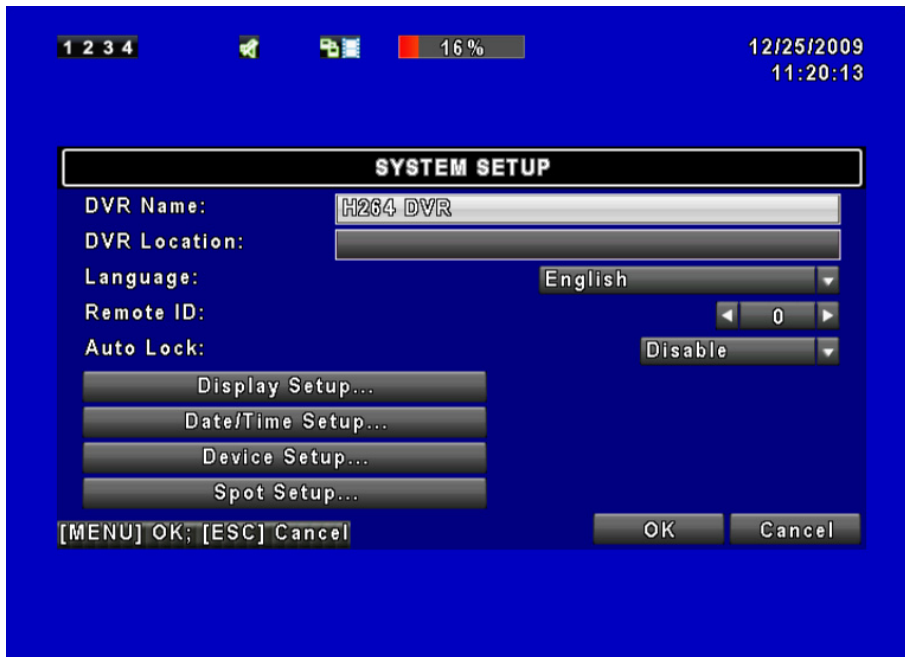 1 2 3 4 16% 12/25/2009
11:20:13
SYSTEM SETUP
DVR Name: H264 DVR
DVR Location:
Language: English
Remote ID: 0
Auto Lock: Disable
Display Setup...
Date/Time Setup...
Device Setup...
Spot Setup...
[MENU] OK; [ESC] Cancel OK Cancel